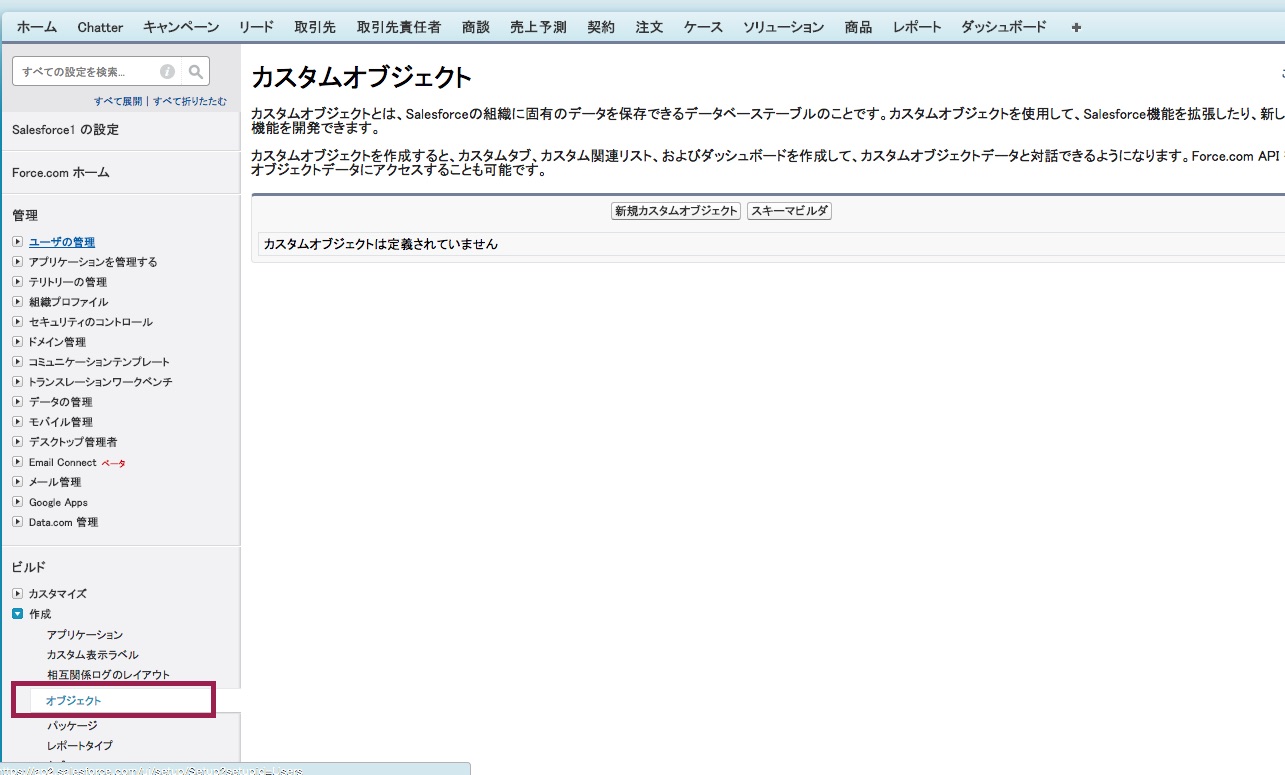 ホーム Chatter キャンペーン リード 取引先 取引先責任者 商談 売上予測 契約 注文 ケース ソリューション 商品 レポート ダッシュボード +
すべての設定を検索...
すべて展開 | すべて折りたたむ
Salesforce1 の設定
Force.com ホーム
管理
ユーザの管理
アプリケーションを管理する
テリトリーの管理
組織プロファイル
セキュリティのコントロール
ドメイン管理
コミュニケーションテンプレート
トランスレーションワークベンチ
データの管理
モバイル管理
デスクトップ管理者
Email Connect ベータ
メール管理
Google Apps
Data.com 管理
ビルド
カスタマイズ
作成
アプリケーション
カスタム表示ラベル
相互関係ログのレイアウト
オブジェクト
パッケージ
レポートタイプ
カスタムオブジェクト
カスタムオブジェクトとは、Salesforceの組織に固有のデータを保存できるデータベーステーブルのことです。カスタムオブジェクトを使用して、Salesforce機能を拡張したり、新し
機能を開発できます。
カスタムオブジェクトを作成すると、カスタムタブ、カスタム関連リスト、およびダッシュボードを作成して、カスタムオブジェクトデータと対話できるようになります。Force.com API
オブジェクトデータにアクセスすることも可能です。
新規カスタムオブジェクト スキーマビルダ
カスタムオブジェクトは定義されていません